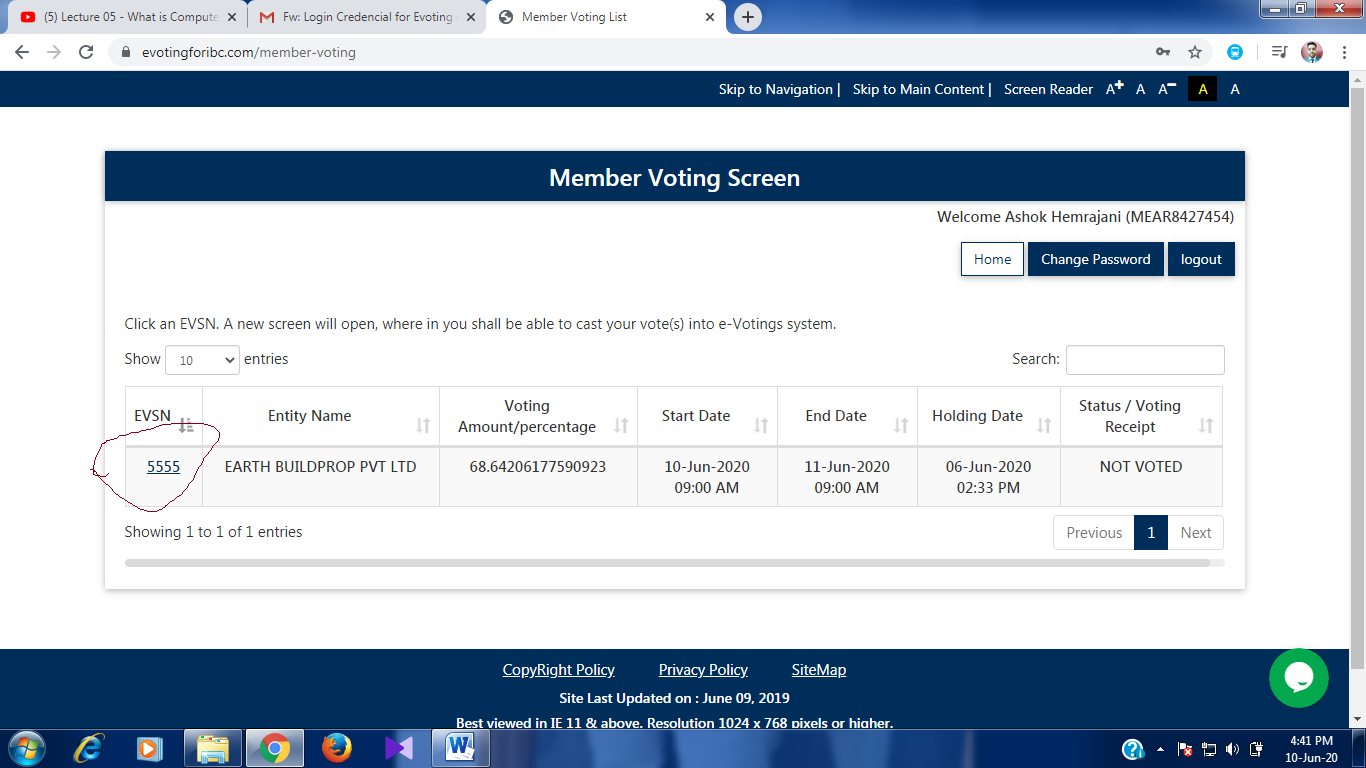 (5) Lecture 05 - What is Compute
Fw: Login Credencial for Evoting
Member Voting List
evotingforibc.com/member-voting
Skip to Navigation | Skip to Main Content | Screen Reader A+ A A- A A
Member Voting Screen
Welcome Ashok Hemrajani (MEAR8427454)
Home Change Password logout
Click an EVSN. A new screen will open, where in you shall be able to cast your vote(s) into e-Votings system.
Show 10 entries Search:
EVSN Entity Name Voting Amount/percentage Start Date End Date Holding Date Status / Voting Receipt
5555 EARTH BUILDPROP PVT LTD 68.64206177590923 10-Jun-2020 09:00 AM 11-Jun-2020 09:00 AM 06-Jun-2020 02:33 PM NOT VOTED
Showing 1 to 1 of 1 entries Previous 1 Next
CopyRight Policy Privacy Policy SiteMap
Site Last Updated on : June 09, 2019
Best viewed in IE 11 & above. Resolution 1024 x 768 pixels or higher.
4:41 PM
10-Jun-20